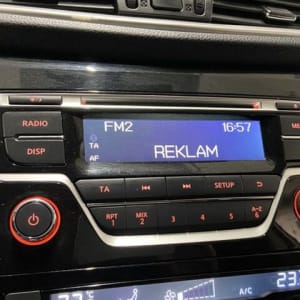 RADIO
FM2 16:57
DISP
TA
AF
REKLAM
TA SETUP
RPT 1 MIX 2 3 4 5 A-Z 6
A/C